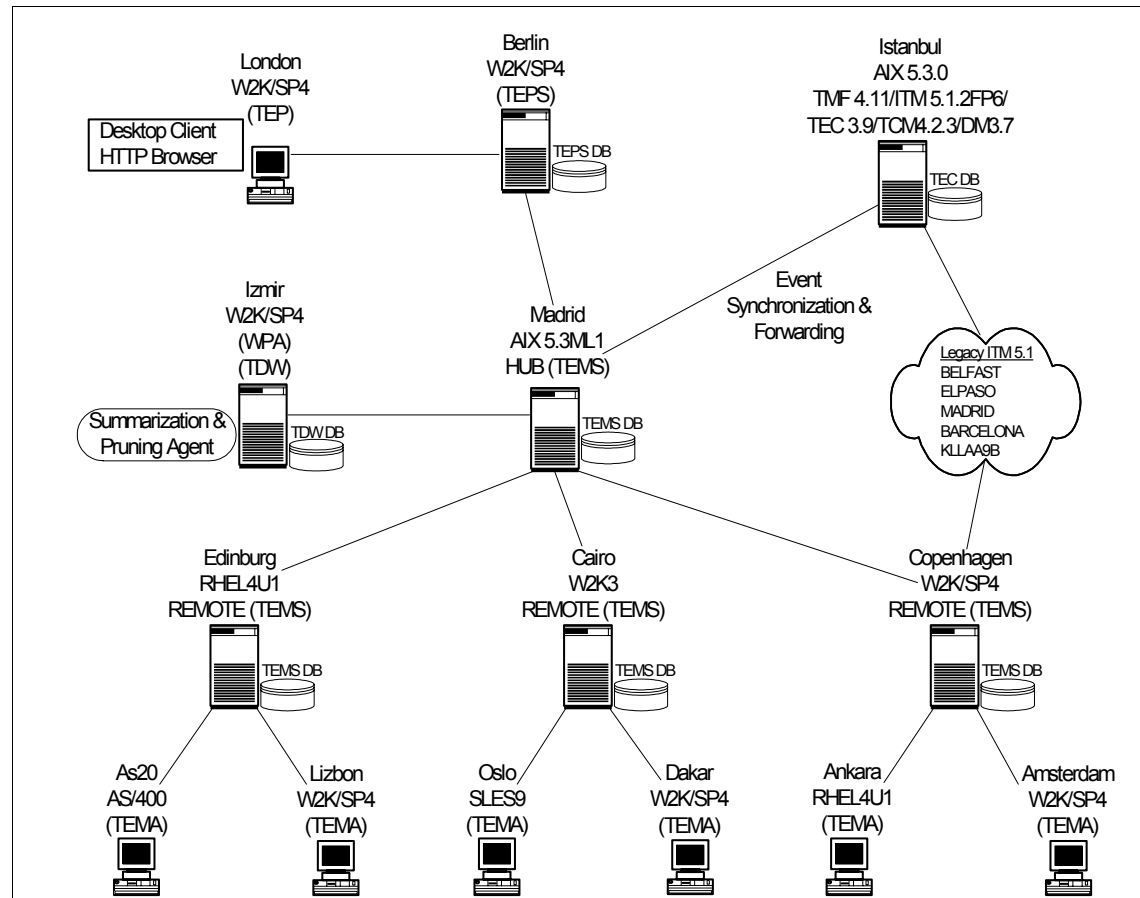 London
W2K/SP4
(TEP)
Desktop Client
HTTP Browser
Berlin
W2K/SP4
(TEPS)
TEPS DB
Istanbul
AIX 5.3.0
TMF 4.11/ITM 5.1.2FP6/
TEC 3.9/TCM4.2.3/DM3.7
TEC DB
Event
Synchronization &
Forwarding
Izmir
W2K/SP4
(WPA)
(TDW)
Summarization &
Pruning Agent
TDW DB
Madrid
AIX 5.3ML1
HUB (TEMS)
TEMS DB
Legacy ITM 5.1
BELFAST
ELPASO
MADRID
BARCELONA
KLLAA9B
Edinburg
RHEL4U1
REMOTE (TEMS)
TEMS DB
Cairo
W2K3
REMOTE (TEMS)
TEMS DB
Copenhagen
W2K/SP4
REMOTE (TEMS)
TEMS DB
As20
AS/400
(TEMA)
Lizbon
W2K/SP4
(TEMA)
Oslo
SLES9
(TEMA)
Dakar
W2K/SP4
(TEMA)
Ankara
RHEL4U1
(TEMA)
Amsterdam
W2K/SP4
(TEMA)